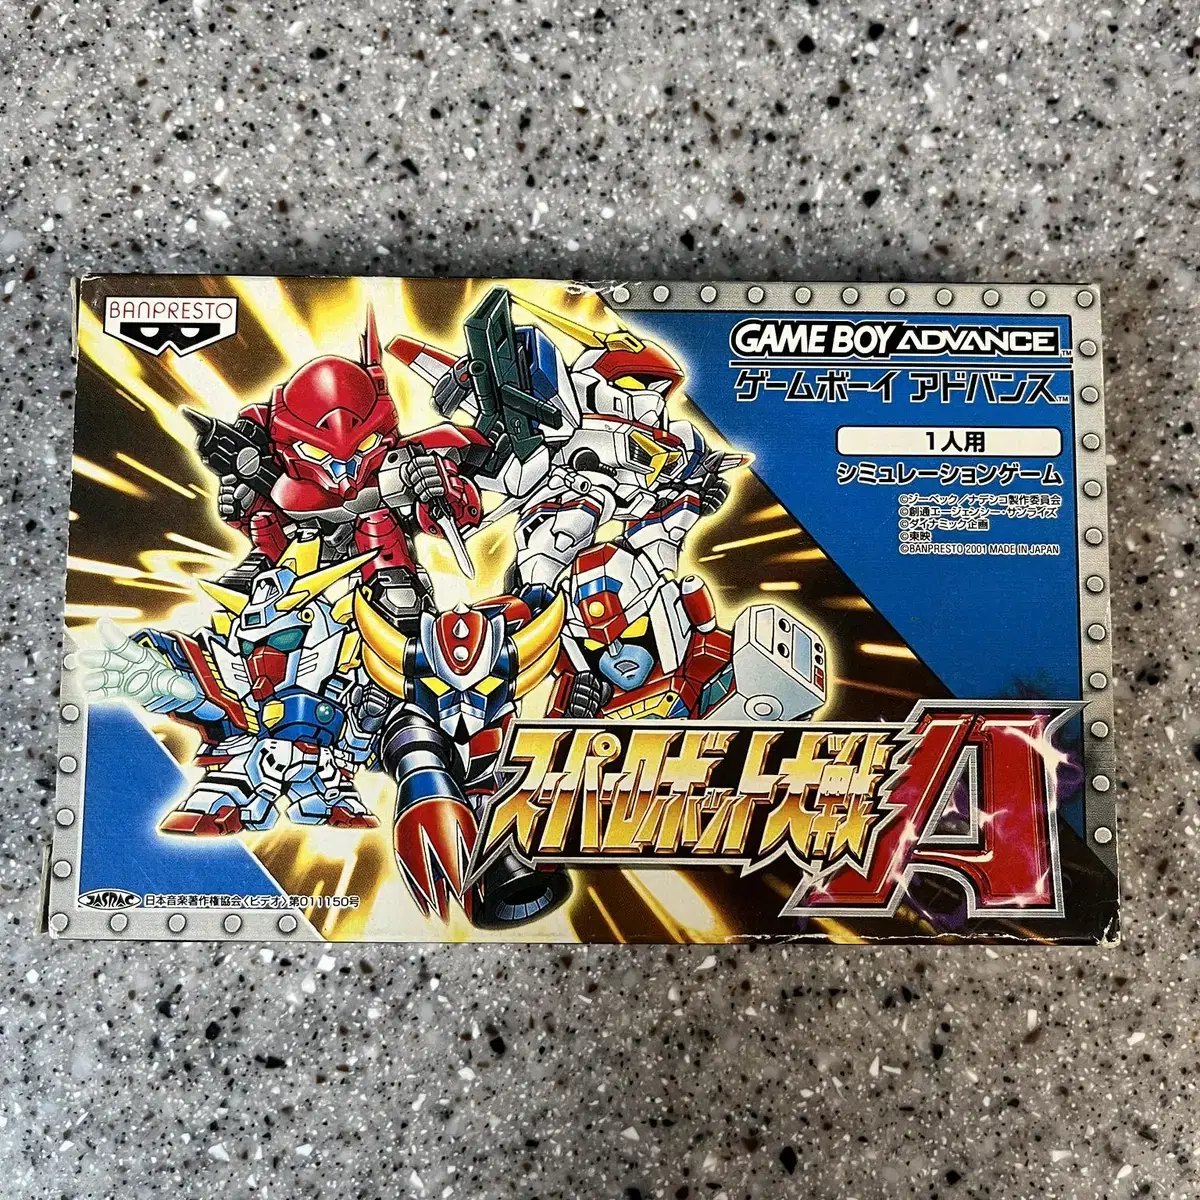 BANPRESTO
GAME BOY ADVANCE™
ゲームボーイ アドバンス™
1人用
シミュレーションゲーム
©ジーベック/ナデシコ製作委員会
©創通エージェンシー・サンライズ
©ダイナミック企画
©東映
©BANPRESTO 2001 MADE IN JAPAN
スーパーロボット大戦A
JASRAC 日本音楽著作権協会〈ビデオ〉第011150号